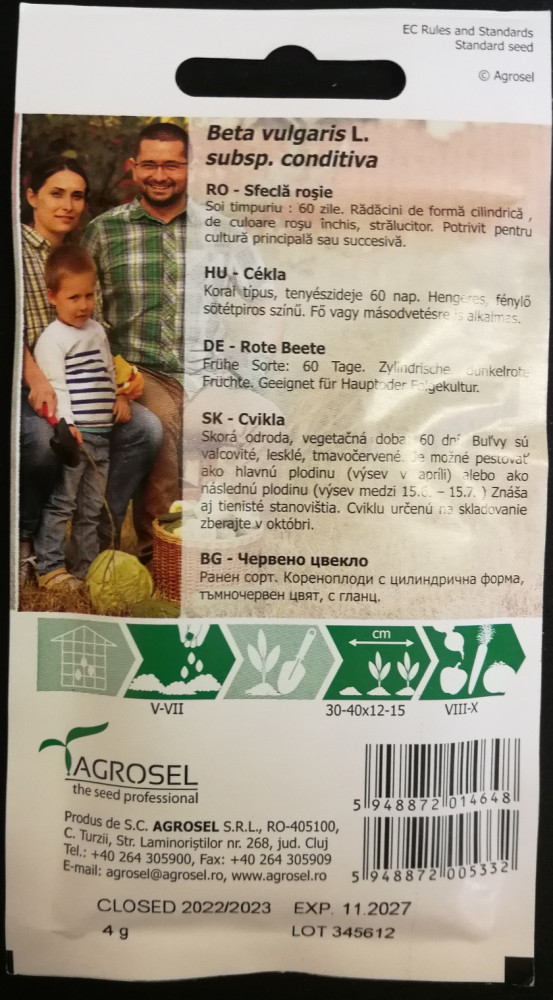 EC Rules and Standards
Standard seed
© Agrosel
Beta vulgaris L.
subsp. conditiva
RO - Sfeclă roşie
Soi timpuriu : 60 zile. Rădăcini de formă cilindrică ,
de culoare roşu închis, strălucitor. Potrivit pentru
cultură principală sau succesivă.
HU - Cékla
Korai típus, tenyészideje 60 nap. Hengeres, fénylő
sötétpiros színű. Fő vagy másodvetésre is alkalmas.
DE - Rote Beete
Frühe Sorte: 60 Tage. Zylindrische dunkelrote
Früchte. Geeignet für Hauptoder Folgekultur.
SK - Cvikla
Skorá odroda, vegetačná doba 60 dní. Buľvy sú
valcovité, lesklé, tmavočervené. Je možné pestovať
ako hlavnú plodinu (výsev v apríli) alebo ako
následnú plodinu (výsev medzi – 15.7. ) Znáša
aj tienisté stanovištia. Cviklu určenú na skladovanie
zberajte v októbri.
BG - Червено цвекло
Ранен сорт. Кореноплоди с цилиндрична форма,
тъмночервен цвят, с гланц.
cm
V-VII
30-40x12-15
VIII-X
AGROSEL
the seed professional
Produs de S.C. AGROSEL S.R.L., RO-405100,
C. Turzii, Str. Laminoriştilor nr. 268, jud. Cluj
Tel.: +40 264 305900, Fax: +40 264 305909
E-mail: agrosel@agrosel.ro, www.agrosel.ro
5 948872 014648
5 948872 005332
CLOSED 2022/2023 EXP. 11.2027
4 g LOT 345612